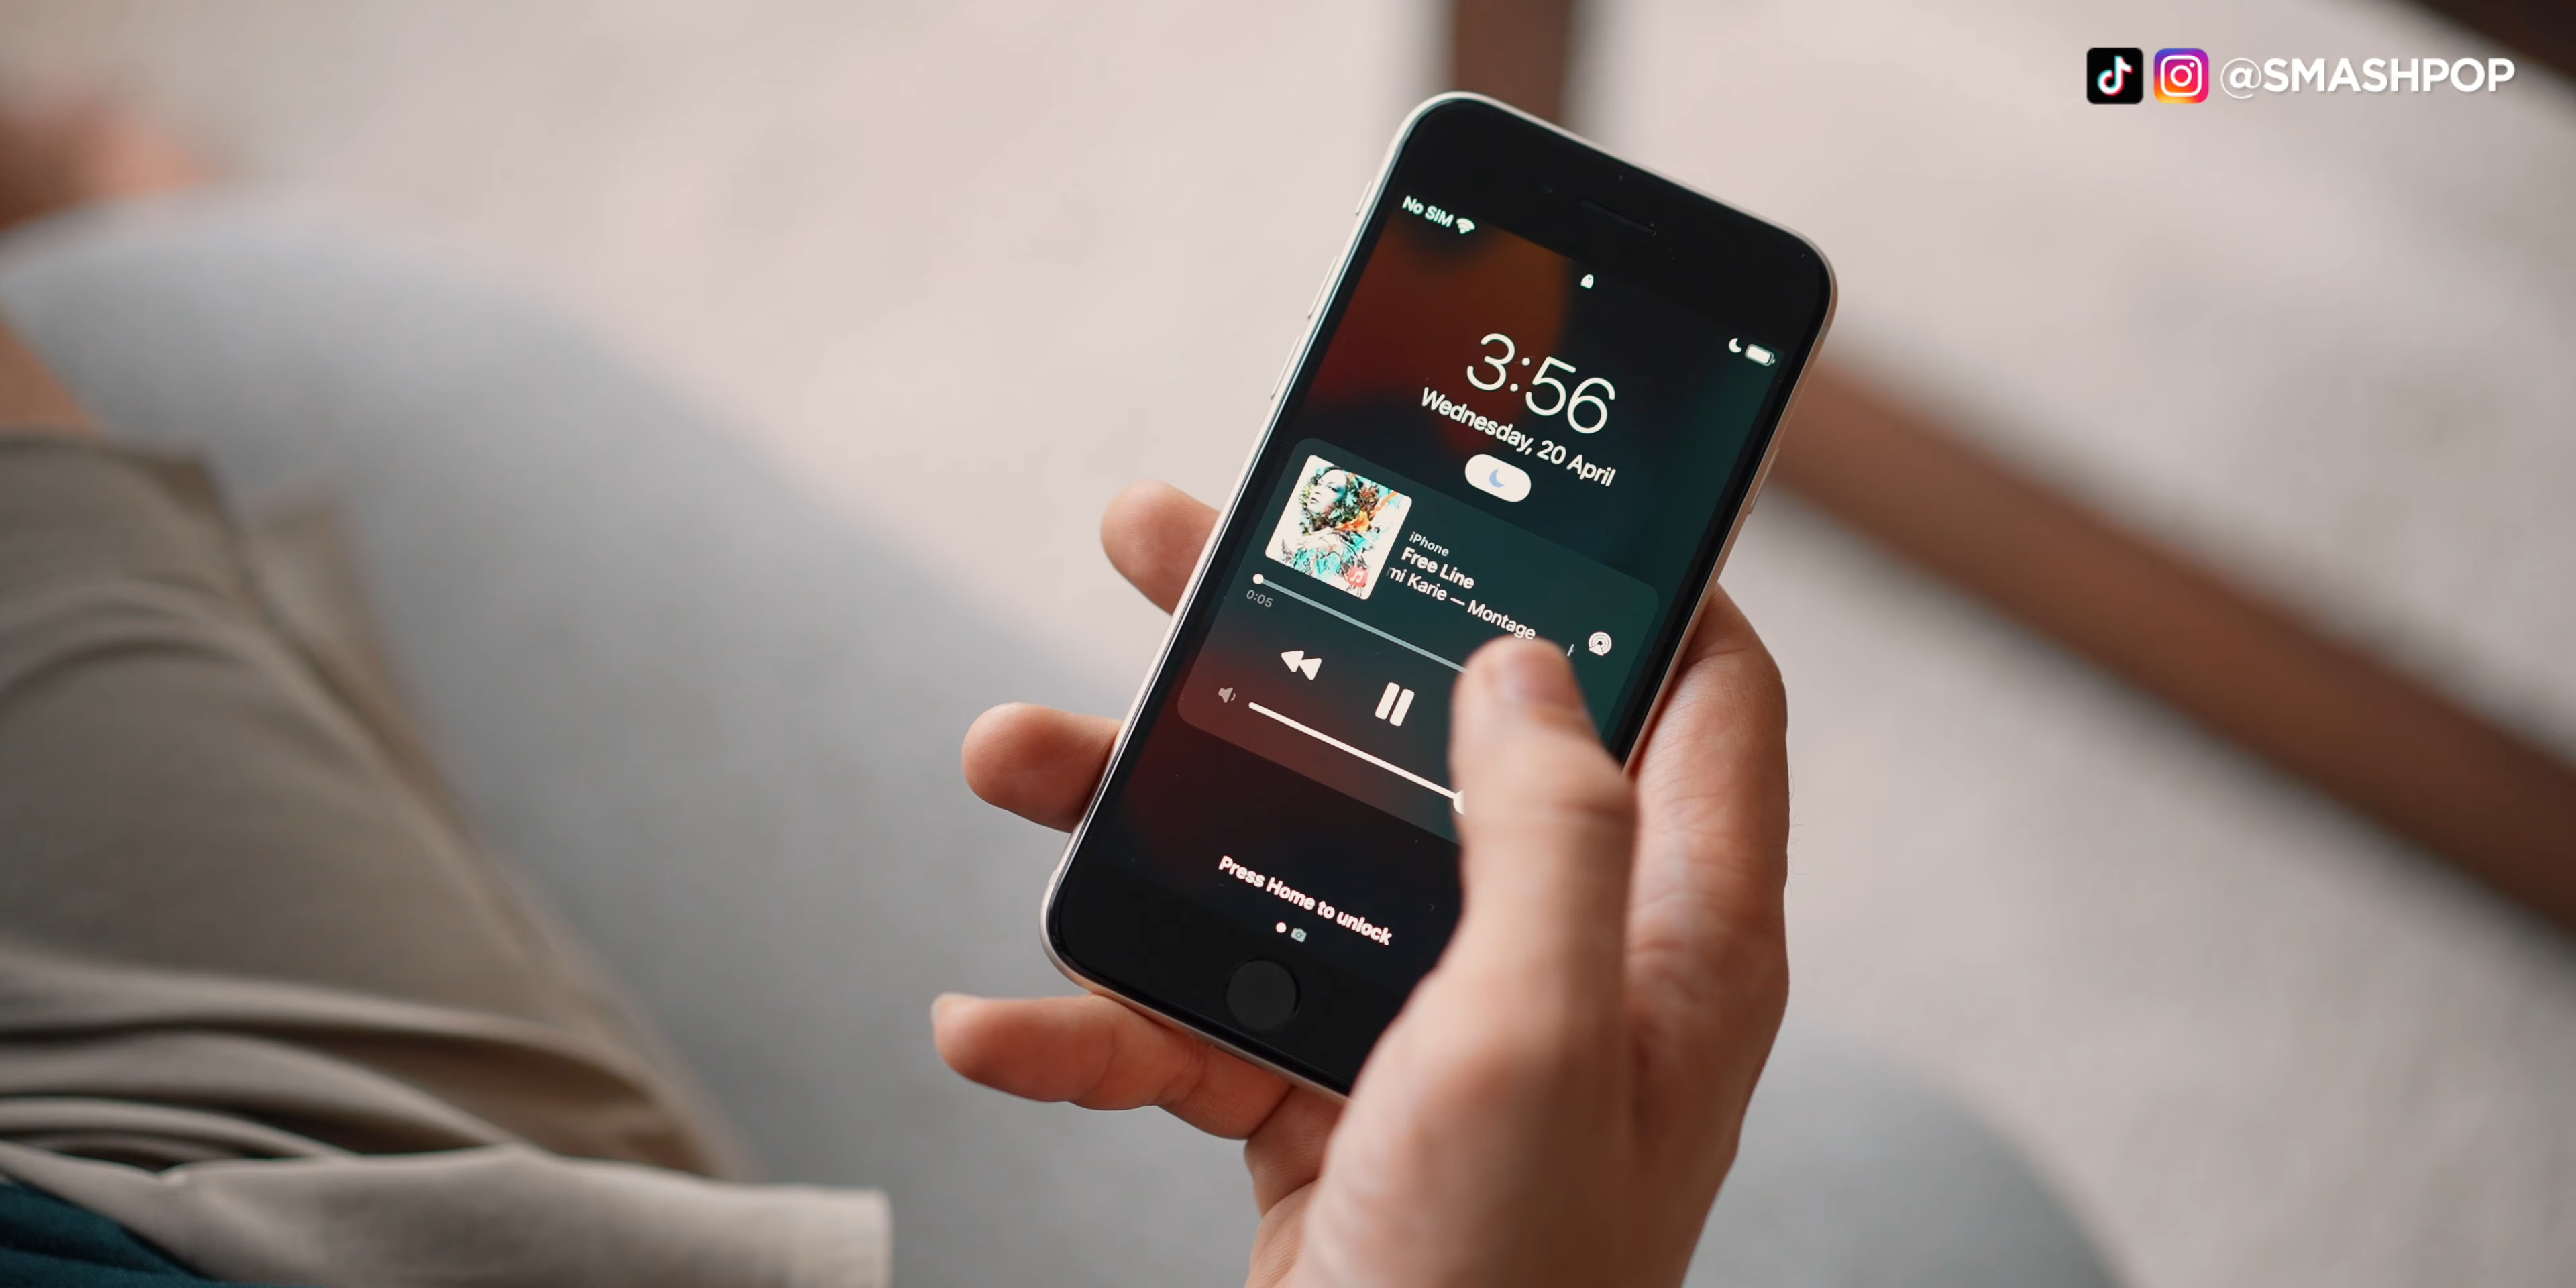 @SMASHPOP
No SIM
3:56
Wednesday, 20 April
iPhone
Free Line
mi Karie — Montage
0:05
Press Home to unlock